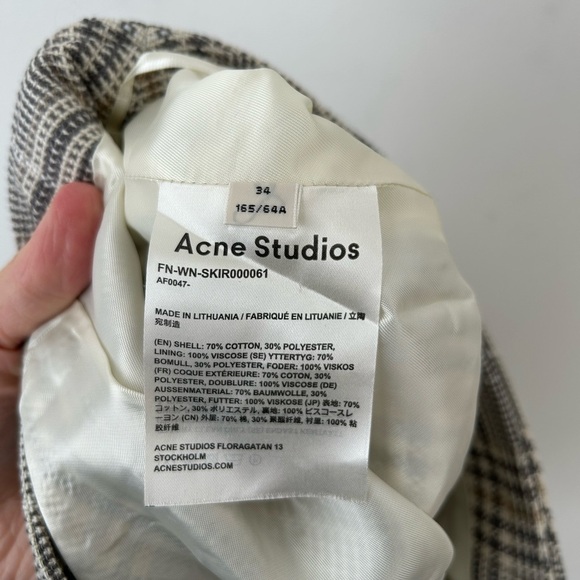 34
165/64A
Acne Studios
FN-WN-SKIR000061
AF0047-
MADE IN LITHUANIA / FABRIQUÉ EN LITUANIE / 立陶
宛制造
(EN) SHELL: 70% COTTON, 30% POLYESTER,
LINING: 100% VISCOSE (SE) YTTERTYG: 70%
BOMULL, 30% POLYESTER, FODER: 100% VISKOS
(FR) COQUE EXTÉRIEURE: 70% COTON, 30%
POLYESTER, DOUBLURE: 100% VISCOSE (DE)
AUSSENMATERIAL: 70% BAUMWOLLE, 30%
POLYESTER, FUTTER: 100% VISKOSE (JP) 表地: 70%
コットン, 30% ポリエステル, 裏地: 100% ビスコースレ
ーヨン (CN) 外层: 70% 棉, 30% 聚酯纤维, 衬里: 100% 粘
胶纤维
ACNE STUDIOS FLORAGATAN 13
STOCKHOLM
ACNESTUDIOS.COM